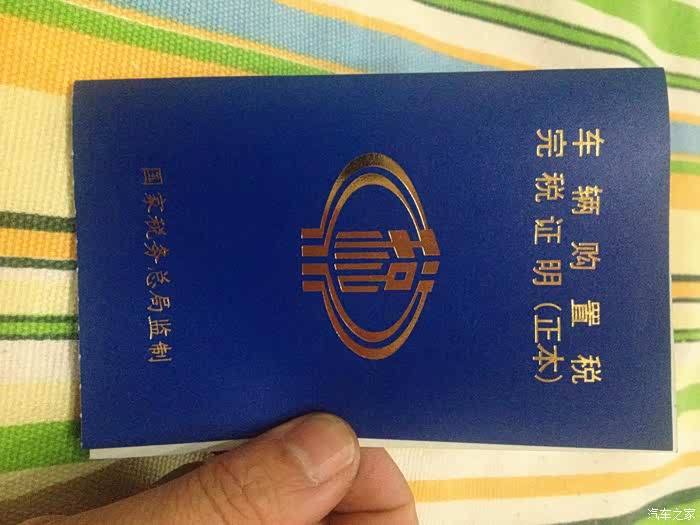 车辆购置税
完税证明(正本)
税
国家税务总局监制
汽车之家